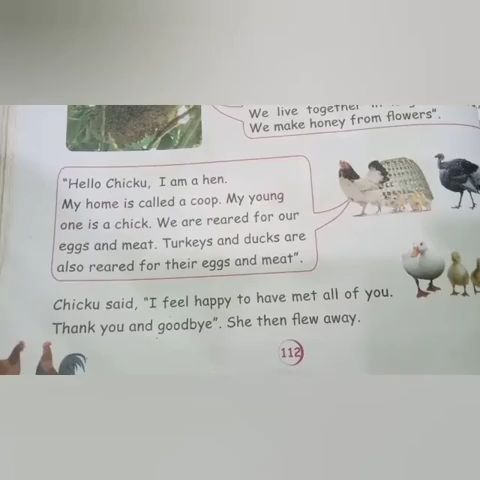 We live together in
We make honey from flowers".
"Hello Chicku, I am a hen.
My home is called a coop. My young
one is a chick. We are reared for our
eggs and meat. Turkeys and ducks are
also reared for their eggs and meat".
Chicku said, "I feel happy to have met all of you.
Thank you and goodbye". She then flew away.
112